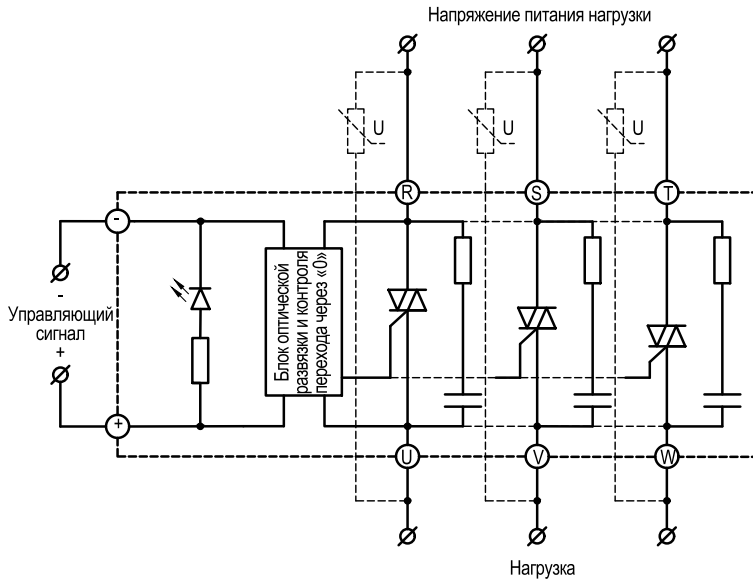 Напряжение питания нагрузки
U
U
U
R
S
T
-
-
Управляющий
сигнал
+
+
Блок оптической
развязки и контроля
перехода через «0»
U
V
W
Нагрузка